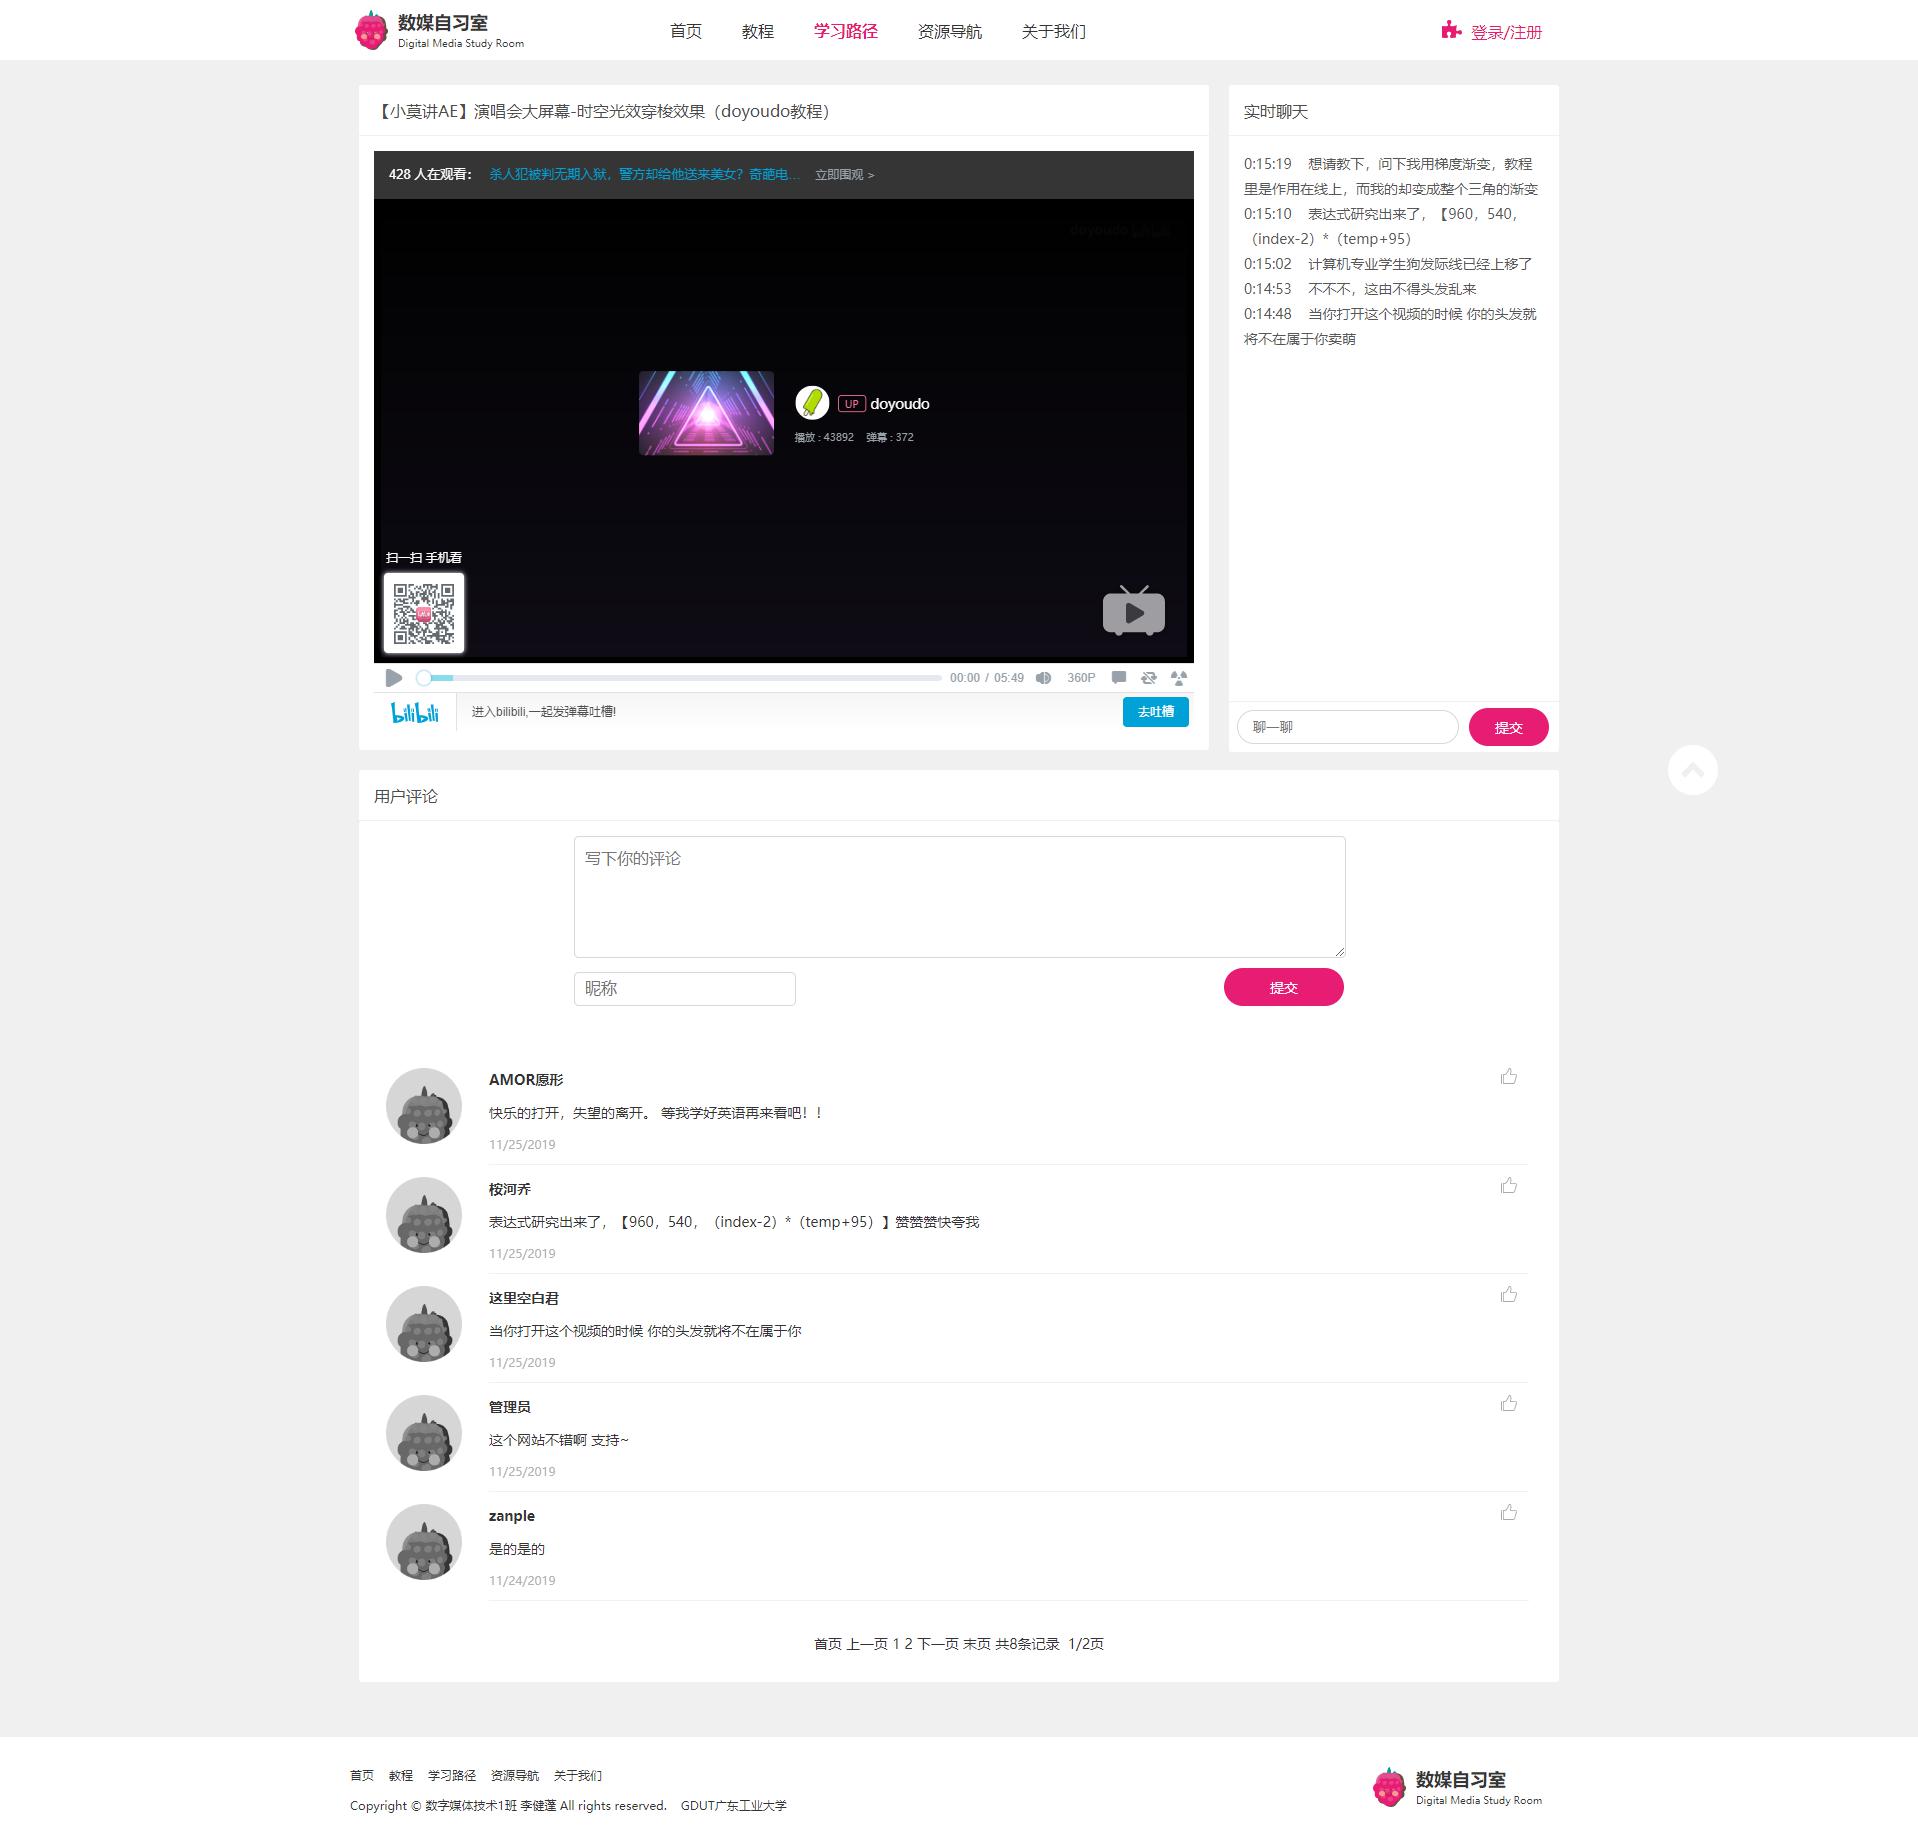 数媒自习室
Digital Media Study Room
首页 教程 学习路径 资源导航 关于我们
登录/注册
【小莫讲AE】演唱会大屏幕-时空光效穿梭效果（doyoudo教程）
428 人在观看： 杀人犯被判无期入狱，警方却给他送来美女？奇葩电... 立即围观 >
doyoudo
UP doyoudo
播放 : 43892 弹幕 : 372
扫一扫 手机看
00:00 / 05:49 360P
bilibili 进入bilibili,一起发弹幕吐槽! 去吐槽
实时聊天
0:15:19 想请教下，问下我用梯度渐变，教程
里是作用在线上，而我的却变成整个三角的渐变
0:15:10 表达式研究出来了，【960，540，
（index-2）*（temp+95）
0:15:02 计算机专业学生狗发际线已经上移了
0:14:53 不不不，这由不得头发乱来
0:14:48 当你打开这个视频的时候 你的头发就
将不在属于你卖萌
聊一聊 提交
用户评论
写下你的评论
昵称 提交
AMOR愿形
快乐的打开，失望的离开。 等我学好英语再来看吧！！
11/25/2019
桉河乔
表达式研究出来了，【960，540，（index-2）*（temp+95）】赞赞赞快夸我
11/25/2019
这里空白君
当你打开这个视频的时候 你的头发就将不在属于你
11/25/2019
管理员
这个网站不错啊 支持~
11/25/2019
zanple
是的是的
11/24/2019
首页 上一页 1 2 下一页 末页 共8条记录 1/2页
首页 教程 学习路径 资源导航 关于我们
Copyright © 数字媒体技术1班 李健蓬 All rights reserved. GDUT广东工业大学
数媒自习室
Digital Media Study Room